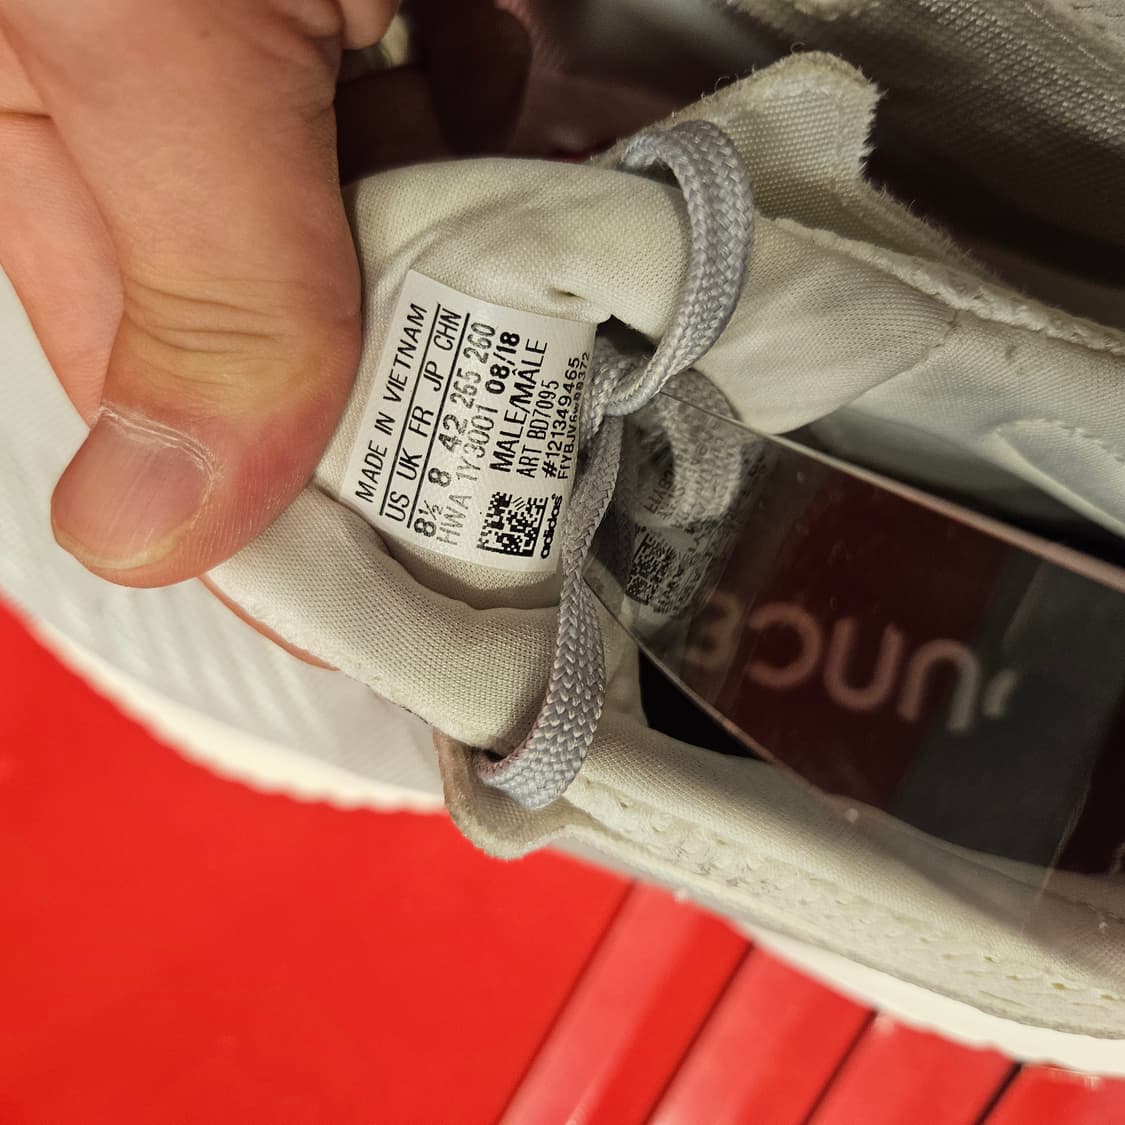 MADE IN VIETNAM
US UK FR JP CHN
8½ 8 42 265 260
HWA 1Y3001 08/18
MALE/MÂLE
ART BD7095
#121349465
adidas
UNCE